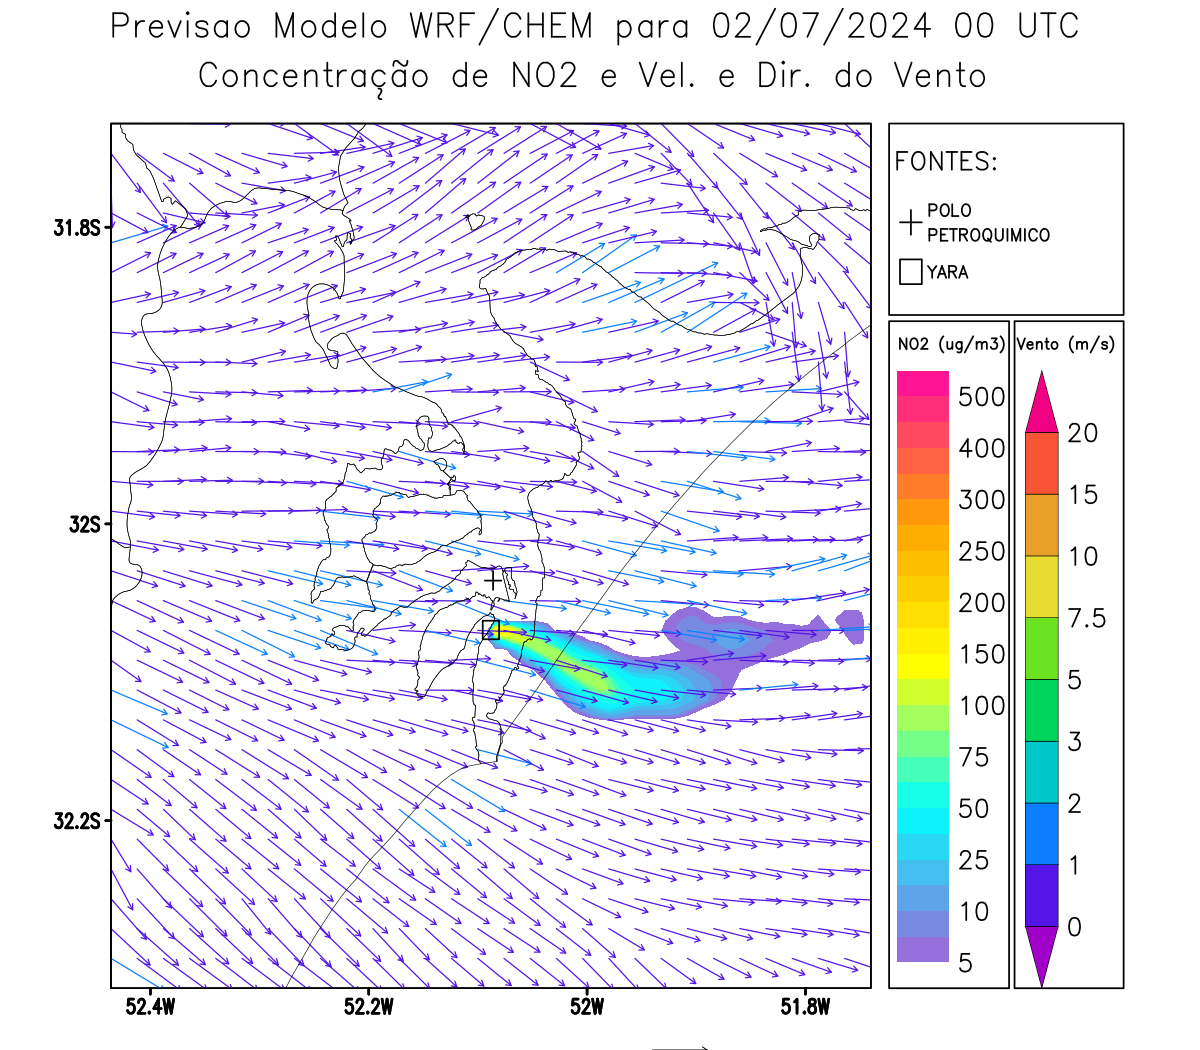 Previsao Modelo WRF/CHEM para 02/07/2024 00 UTC
Concentração de NO2 e Vel. e Dir. do Vento
FONTES:
POLO
PETROQUIMICO
YARA
31.8S
32S
32.2S
52.4W
52.2W
52W
51.8W
NO2 (ug/m3)
500
400
300
250
200
150
100
75
50
25
10
5
Vento (m/s)
20
15
10
7.5
5
3
2
1
0